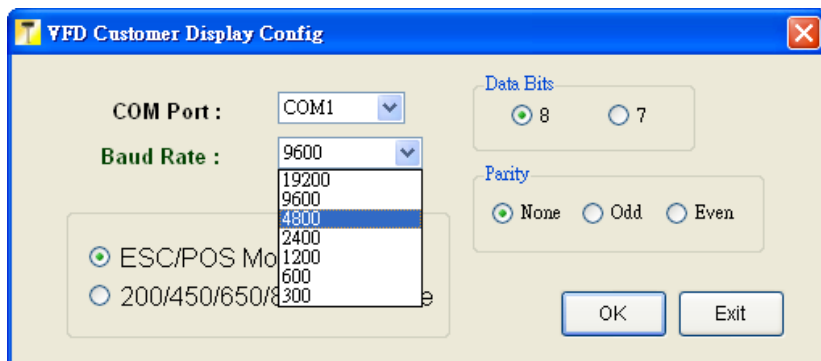 VFD Customer Display Config
COM Port :
COM1
Baud Rate :
9600
19200
9600
4800
2400
1200
600
300
ESC/POS Mo
200/450/650/8 e
Data Bits
8
7
Parity
None
Odd
Even
OK
Exit